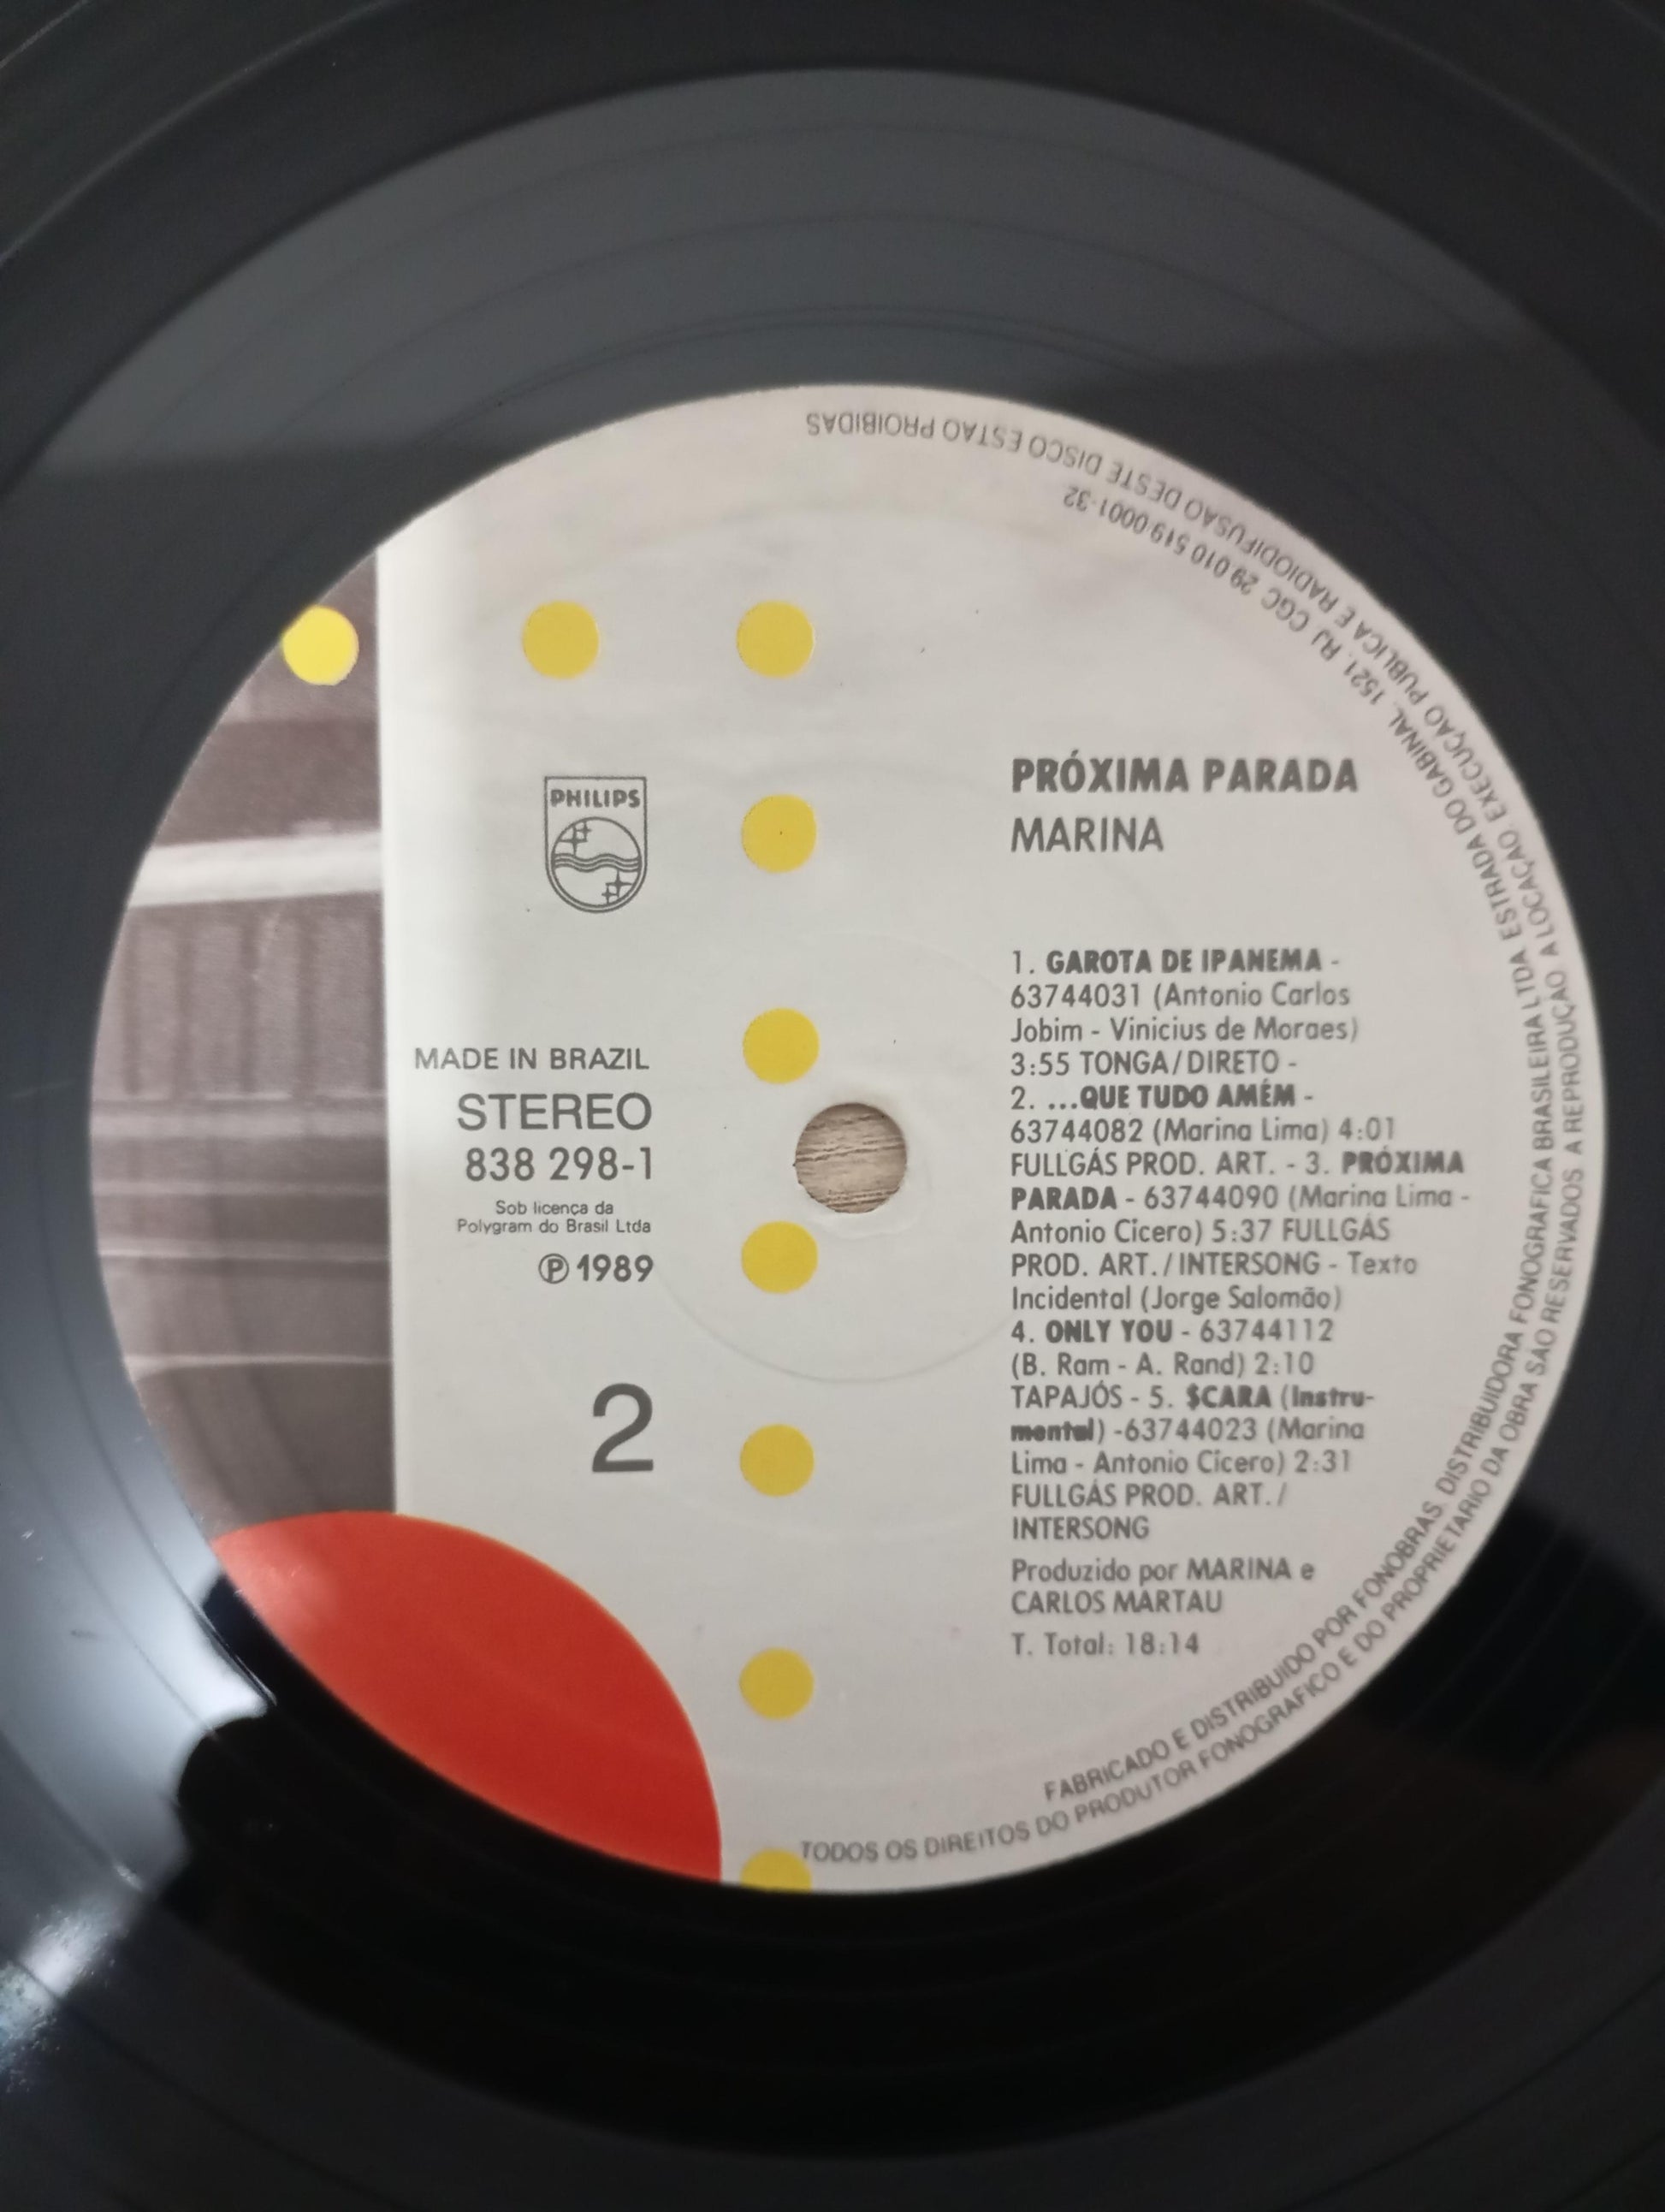 PHILIPS
MADE IN BRAZIL
STEREO
838 298-1
Sob licença da
Polygram do Brasil Ltda
℗ 1989
2
PRÓXIMA PARADA
MARINA
1. GAROTA DE IPANEMA -
63744031 (Antonio Carlos
Jobim - Vinicius de Moraes)
3:55 TONGA/DIRETO -
2. ...QUE TUDO AMÉM -
63744082 (Marina Lima) 4:01
FULLGÁS PROD. ART. - 3. PRÓXIMA
PARADA - 63744090 (Marina Lima -
Antonio Cícero) 5:37 FULLGÁS
PROD. ART./INTERSONG - Texto
Incidental (Jorge Salomão)
4. ONLY YOU - 63744112
(B. Ram - A. Rand) 2:10
TAPAJÓS - 5. $CARA (Instru-
mental) -63744023 (Marina
Lima - Antonio Cícero) 2:31
FULLGÁS PROD. ART./
INTERSONG
Produzido por MARINA e
CARLOS MARTAU
T. Total: 18:14
FABRICADO E DISTRIBUIDO POR FONOBRAS. DISTRIBUIDORA FONOGRAFICA BRASILEIRA LTDA ESTRADA DO GABINAL. 1521. RJ CGC 29 010 519 0001-32
TODOS OS DIREITOS DO PRODUTOR FONOGRAFICO E DO PROPRIETARIO DA OBRA SAO RESERVADOS. A REPRODUÇAO. A LOCAÇAO. EXECUÇAO PUBLICA E RADIODIFUSAO DESTE DISCO ESTAO PROIBIDAS